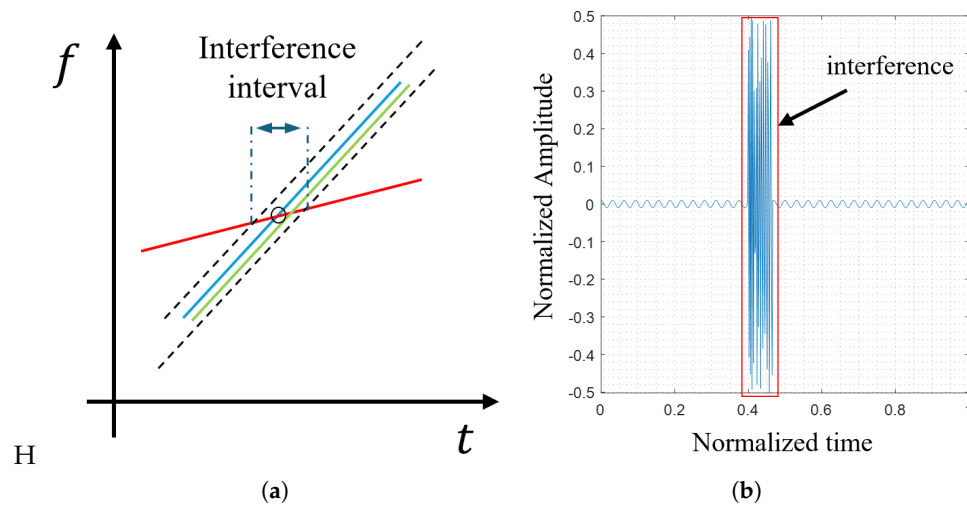 f
Interference
interval
t
H
(a)
0.5
0.4
0.3
0.2
0.1
0
-0.1
-0.2
-0.3
-0.4
-0.5
Normalized Amplitude
interference
0
0.2
0.4
0.6
0.8
1
Normalized time
(b)